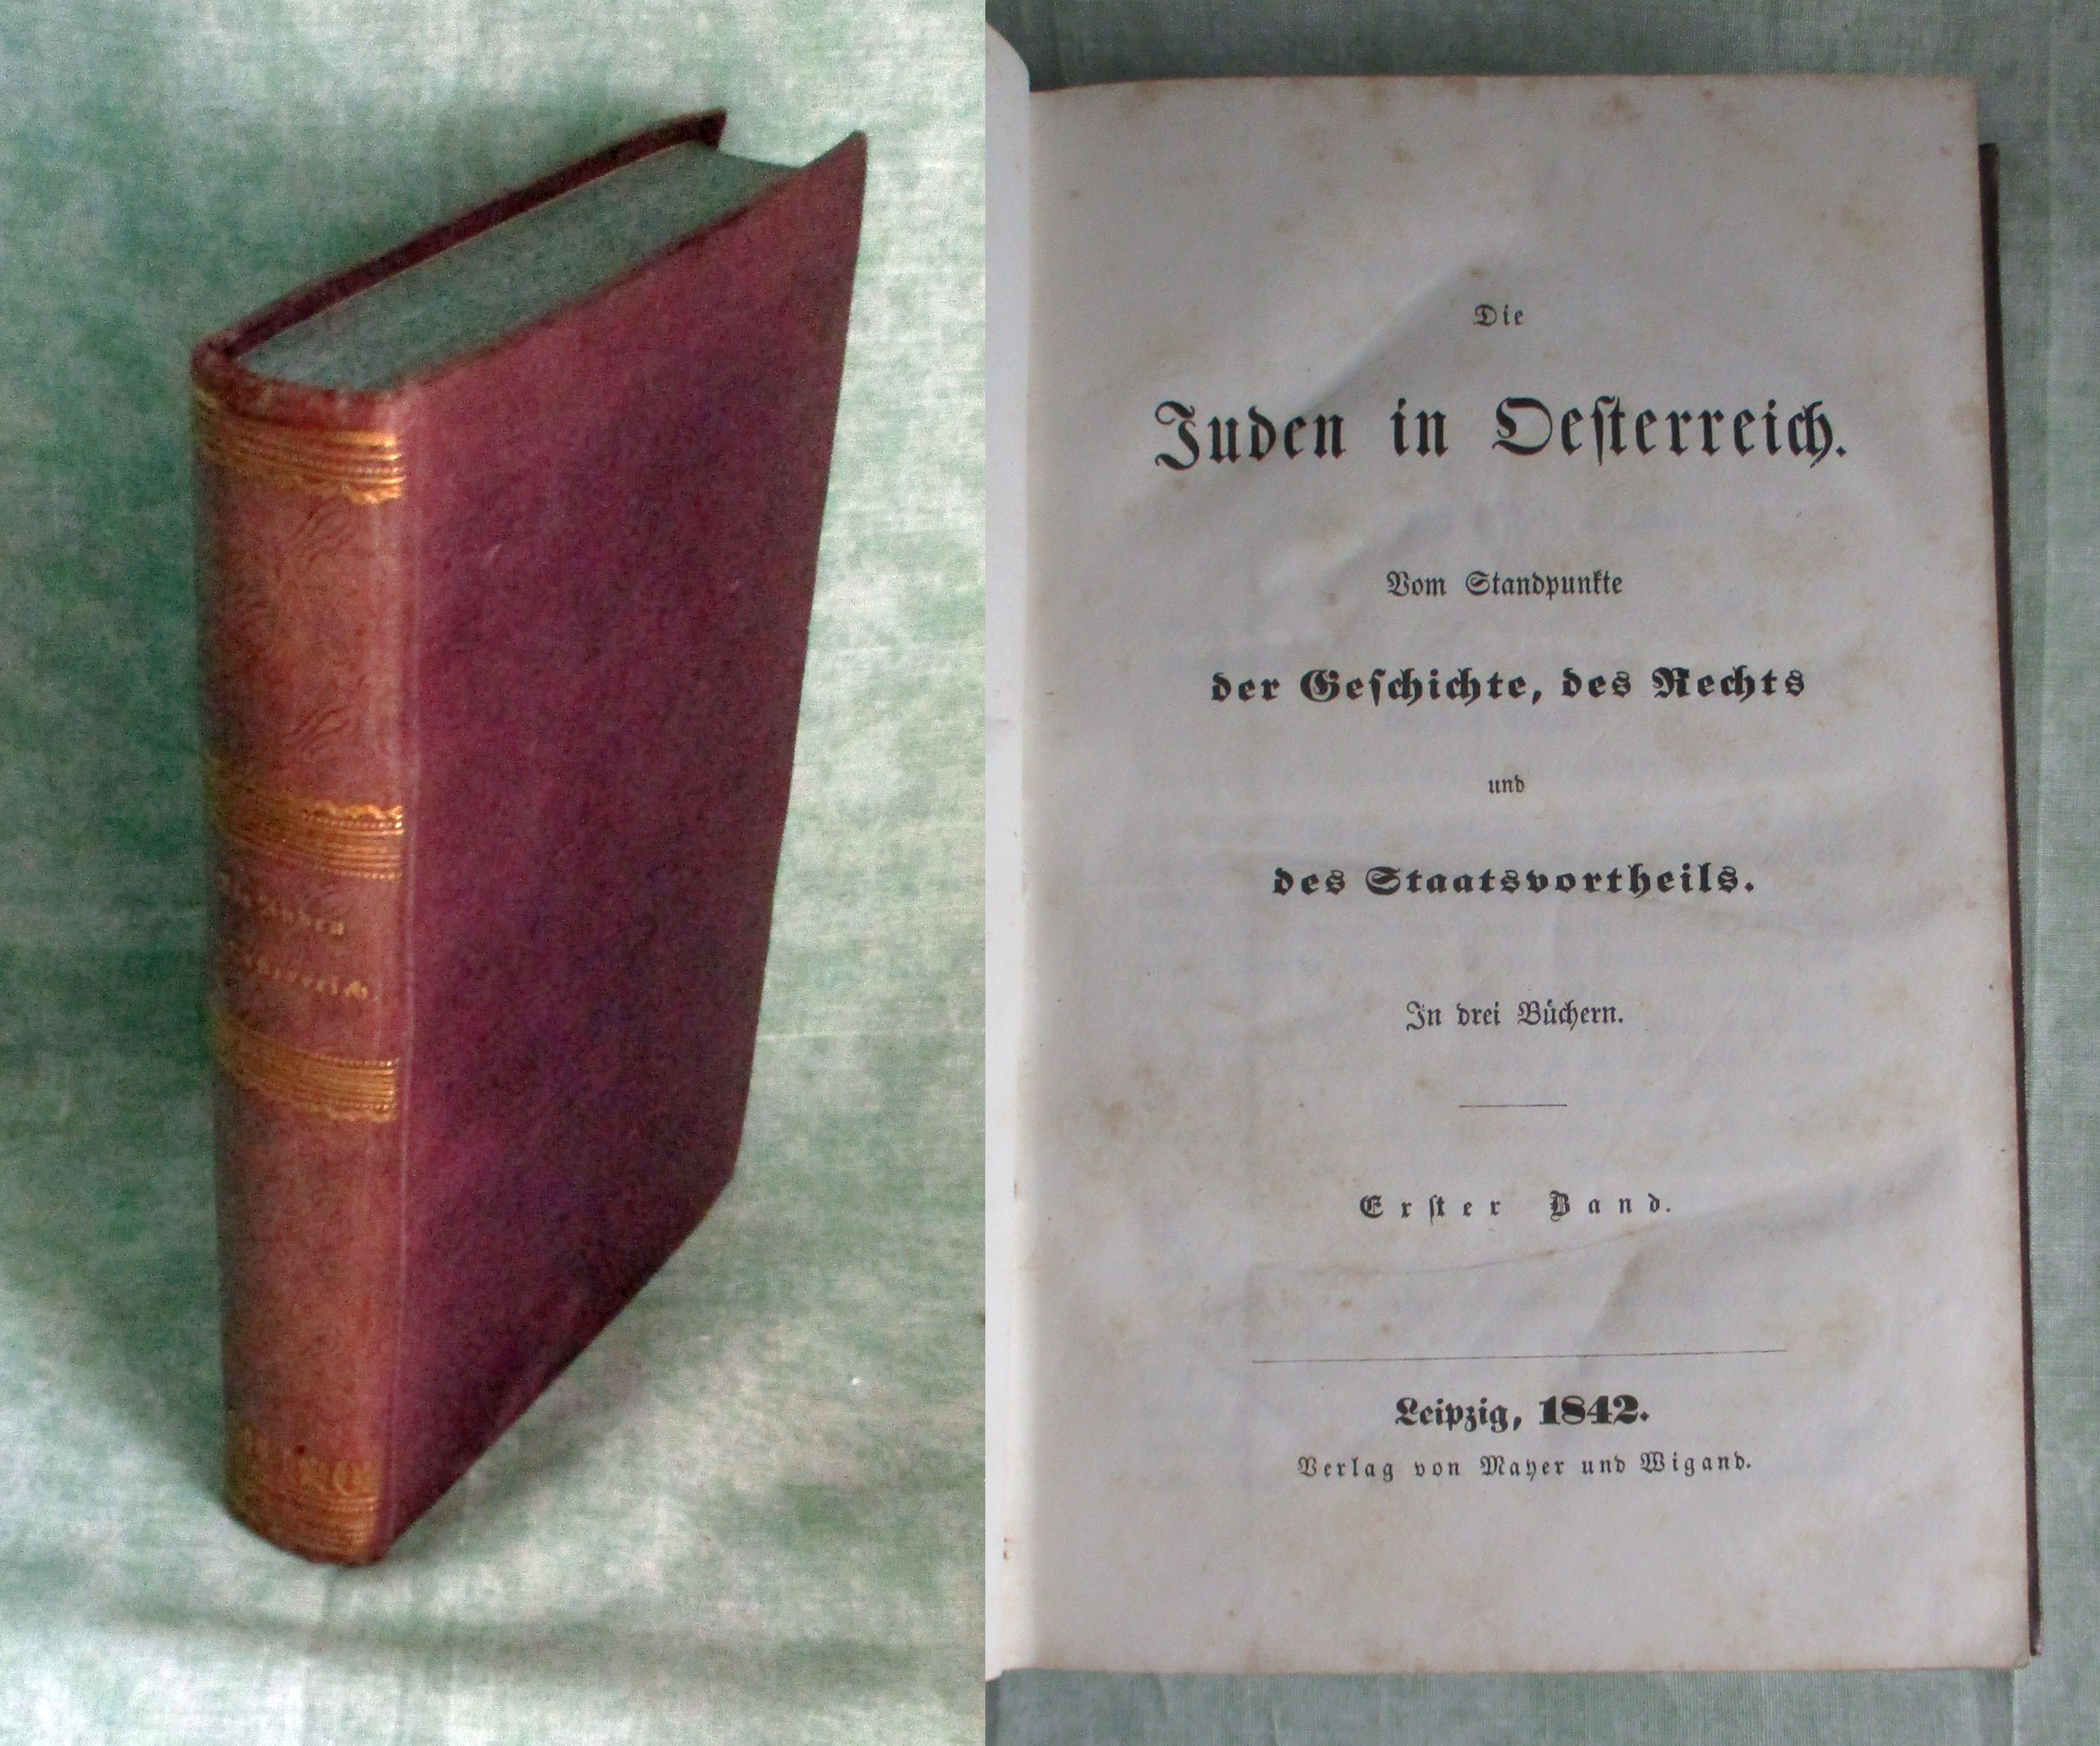 Juden
Die
Juden in Oeſterreich.
Vom Standpunkte
der Geſchichte, des Rechts
und
des Staatsvortheils.
In drei Büchern.
Erſter Band.
Leipzig, 1842.
Verlag von Mayer und Wigand.